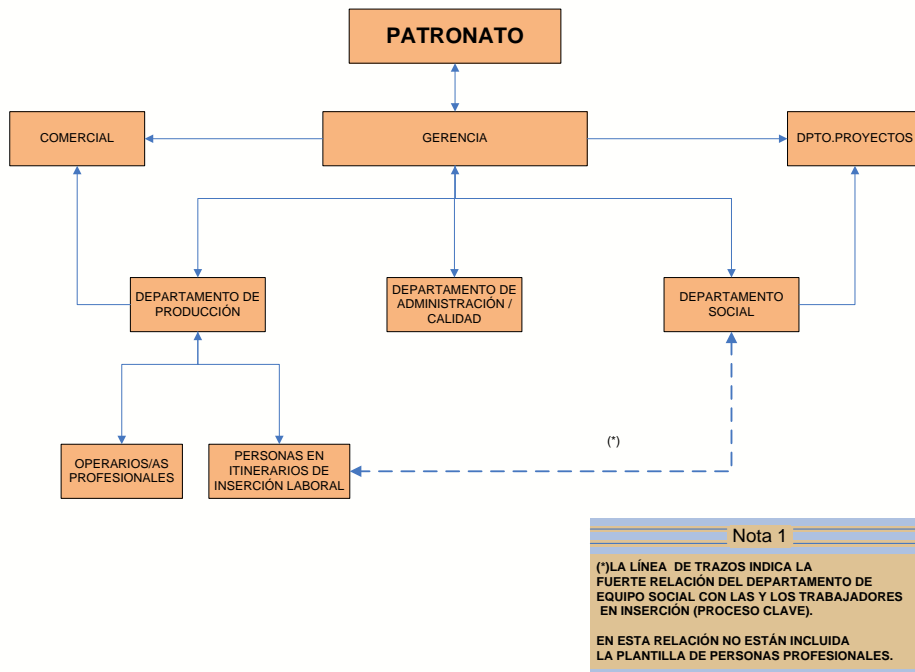 PATRONATO
COMERCIAL
GERENCIA
DPTO.PROYECTOS
DEPARTAMENTO DE
PRODUCCIÓN
DEPARTAMENTO DE
ADMINISTRACIÓN /
CALIDAD
DEPARTAMENTO
SOCIAL
(*)
OPERARIOS/AS
PROFESIONALES
PERSONAS EN
ITINERARIOS DE
INSERCIÓN LABORAL
Nota 1
(*)LA LÍNEA DE TRAZOS INDICA LA
FUERTE RELACIÓN DEL DEPARTAMENTO DE
EQUIPO SOCIAL CON LAS Y LOS TRABAJADORES
EN INSERCIÓN (PROCESO CLAVE).
EN ESTA RELACIÓN NO ESTÁN INCLUIDA
LA PLANTILLA DE PERSONAS PROFESIONALES.